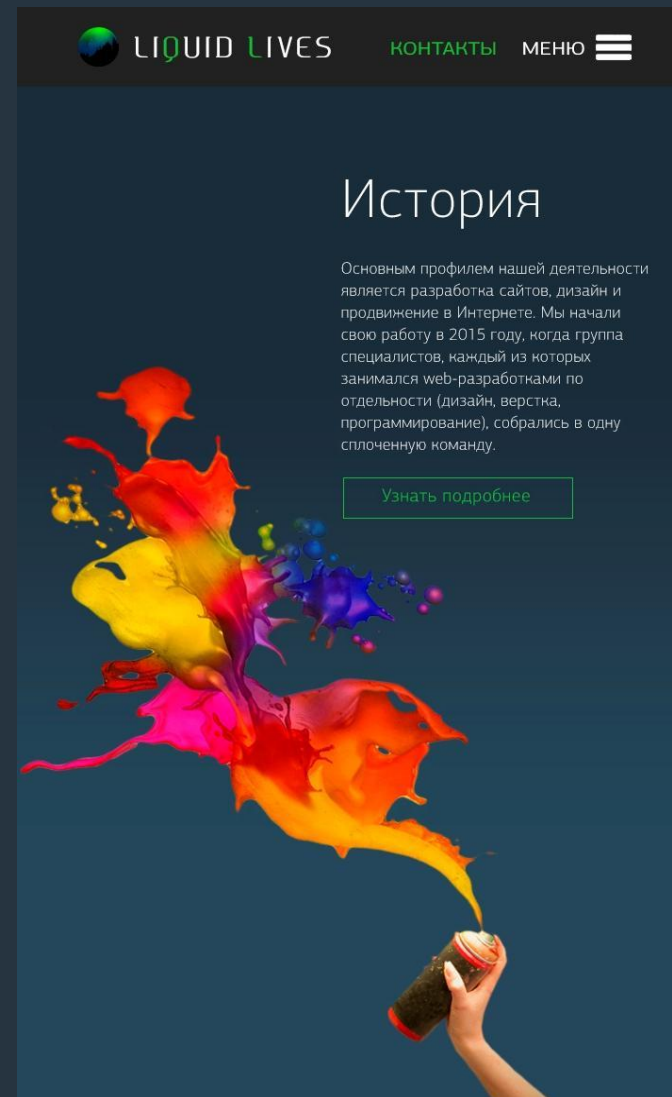 LIQUID LIVES
КОНТАКТЫ
МЕНЮ
История
Основным профилем нашей деятельности
является разработка сайтов, дизайн и
продвижение в Интернете. Мы начали
свою работу в 2015 году, когда группа
специалистов, каждый из которых
занимался web-разработками по
отдельности (дизайн, верстка,
программирование), собрались в одну
сплоченную команду.
Узнать подробнее